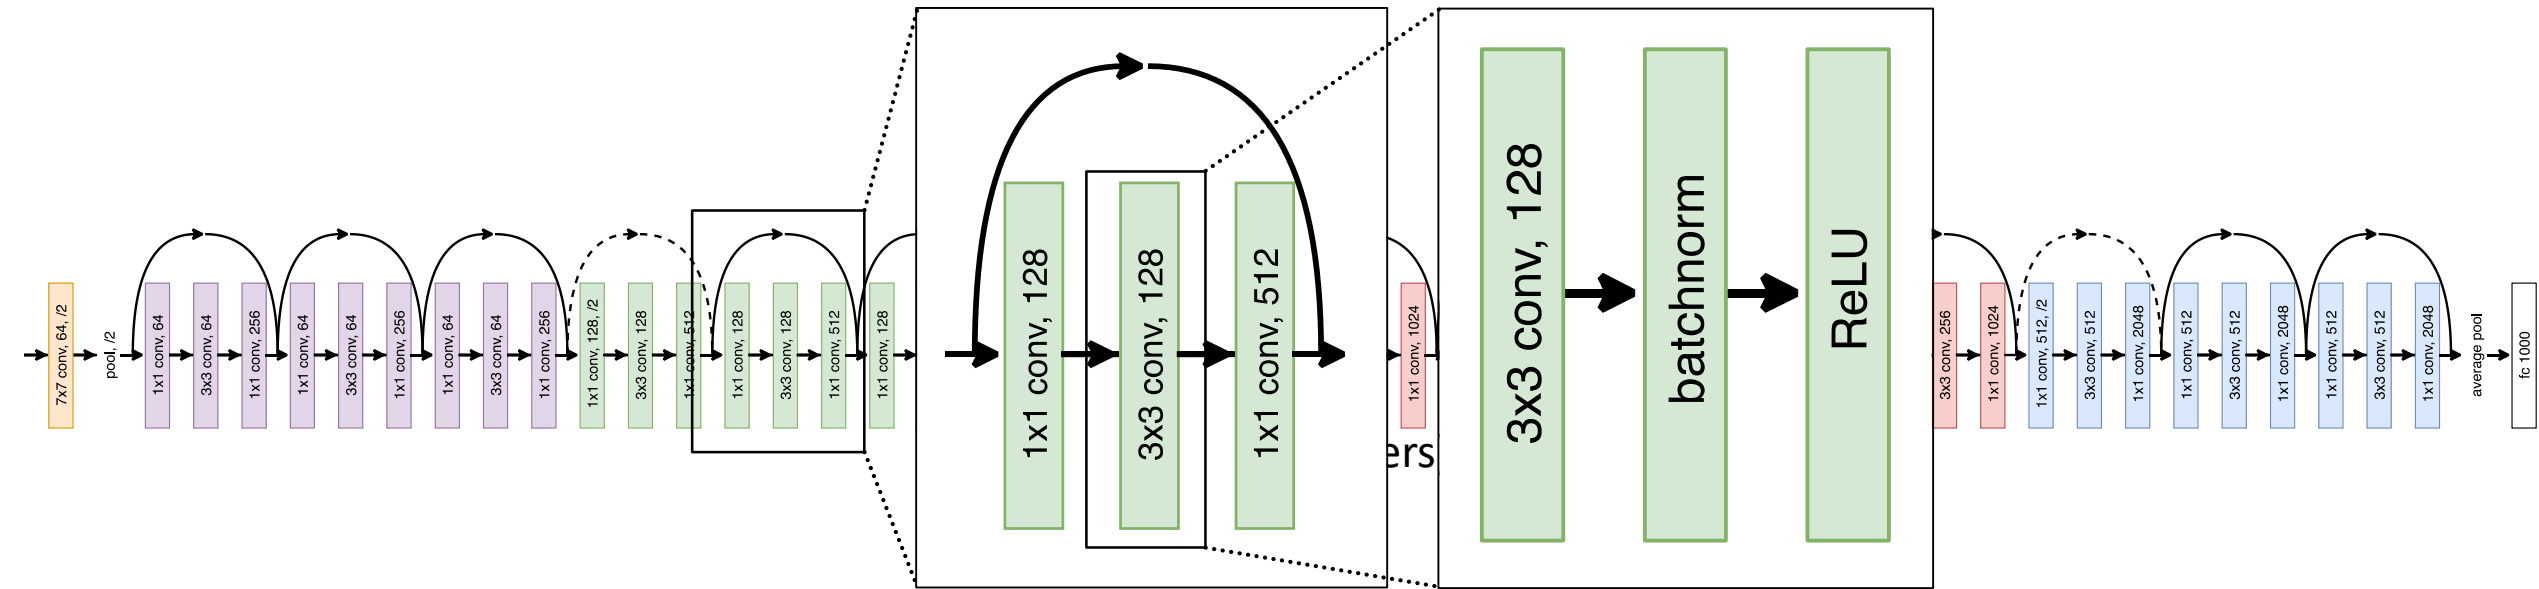 7x7 conv, 64, /2
pool, /2
1x1 conv, 64
3x3 conv, 64
1x1 conv, 256
1x1 conv, 64
3x3 conv, 64
1x1 conv, 256
1x1 conv, 64
3x3 conv, 64
1x1 conv, 256
1x1 conv, 128, /2
3x3 conv, 128
1x1 conv, 512
1x1 conv, 128
3x3 conv, 128
1x1 conv, 512
1x1 conv, 128
1x1 conv, 128
3x3 conv, 128
1x1 conv, 512
1x1 conv, 1024
ers
3x3 conv, 128
batchnorm
ReLU
3x3 conv, 256
1x1 conv, 1024
1x1 conv, 512, /2
3x3 conv, 512
1x1 conv, 2048
1x1 conv, 512
3x3 conv, 512
1x1 conv, 2048
1x1 conv, 512
3x3 conv, 512
1x1 conv, 2048
average pool
fc 1000